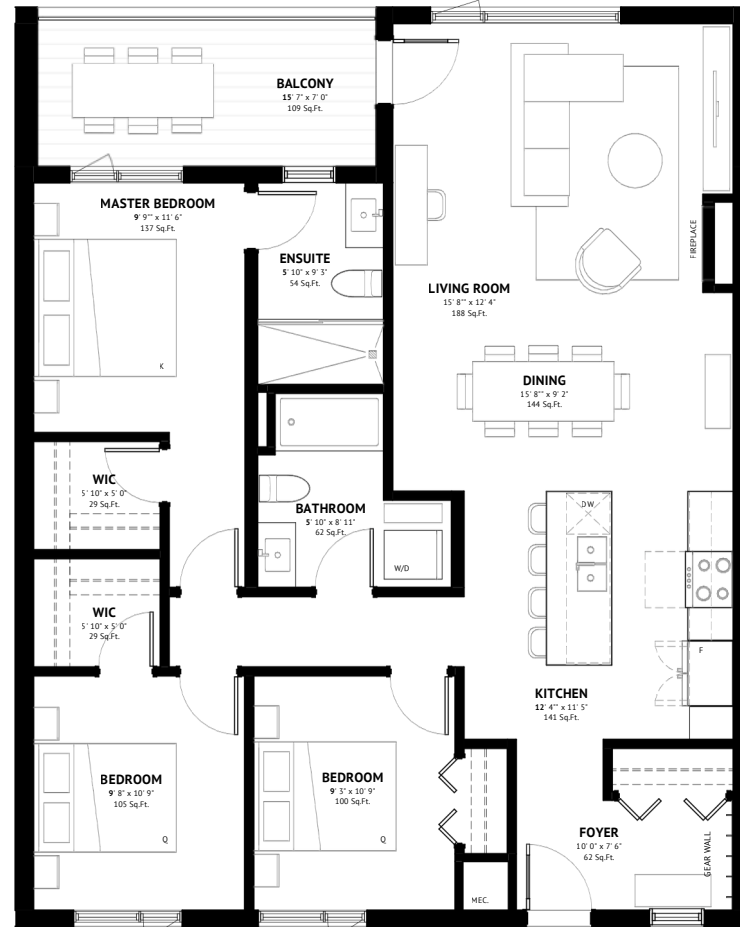 BALCONY
15' 7" x 7' 0"
109 Sq.Ft.
MASTER BEDROOM
9' 9"" x 11' 6"
137 Sq.Ft.
K
ENSUITE
5' 10" x 9' 3"
54 Sq.Ft.
LIVING ROOM
15' 8"" x 12' 4"
188 Sq.Ft.
FIREPLACE
DINING
15' 8"" x 9' 2"
144 Sq.Ft.
WIC
5' 10" x 5' 0"
29 Sq.Ft.
BATHROOM
5' 10" x 8' 11"
62 Sq.Ft.
W/D
DW
WIC
5' 10" x 5' 0"
29 Sq.Ft.
F
KITCHEN
12' 4"" x 11' 5"
141 Sq.Ft.
BEDROOM
9' 8" x 10' 9"
105 Sq.Ft.
Q
BEDROOM
9' 3" x 10' 9"
100 Sq.Ft.
Q
FOYER
10' 0" x 7' 6"
62 Sq.Ft.
GEAR WALL
MEC.